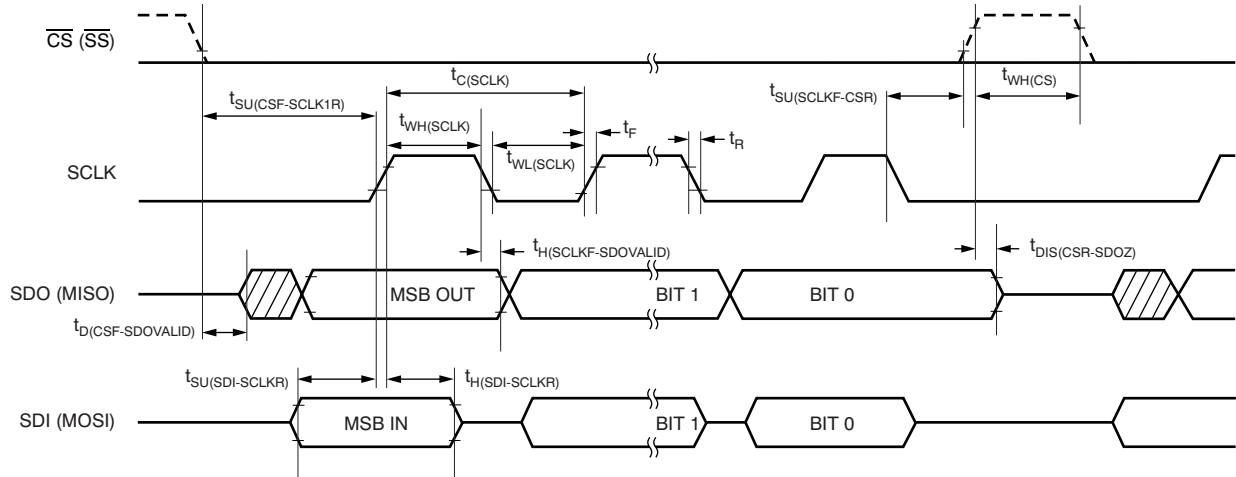 CS (SS)
tC(SCLK)
tSU(SCLKF-CSR)
tWH(CS)
tSU(CSF-SCLK1R)
tWH(SCLK)
tF
tR
tWL(SCLK)
SCLK
tH(SCLKF-SDOVALID)
tDIS(CSR-SDOZ)
SDO (MISO)
MSB OUT
BIT 1
BIT 0
tD(CSF-SDOVALID)
tSU(SDI-SCLKR)
tH(SDI-SCLKR)
SDI (MOSI)
MSB IN
BIT 1
BIT 0